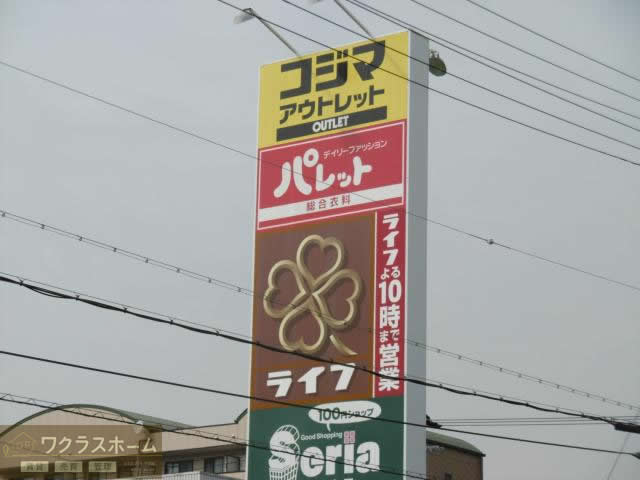 コジマ
アウトレット
OUTLET
デイリーファッション
パレット
総合衣料
ライフよる10時まで営業
ライフ
100円ショップ
Good Shopping
Seria
ワクラスホーム
賃貸 売買 管理